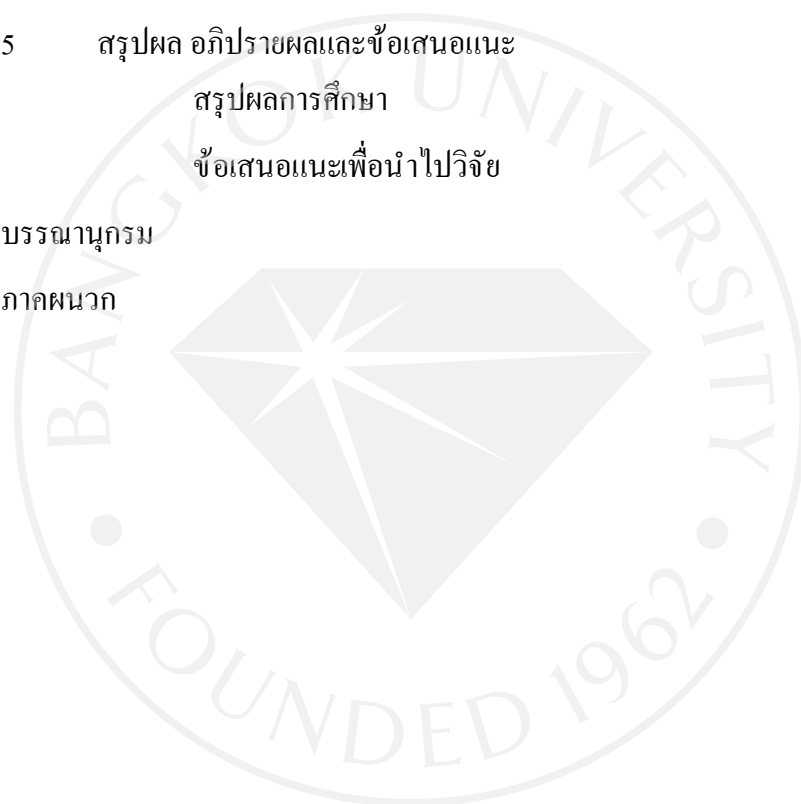 5 สรุปผล อภิปรายผลและข้อเสนอแนะ
สรุปผลการศึกษา
ข้อเสนอแนะเพื่อนำไปวิจัย
บรรณานุกรม
ภาคผนวก
BANGKOK UNIVERSITY
FOUNDED 1962